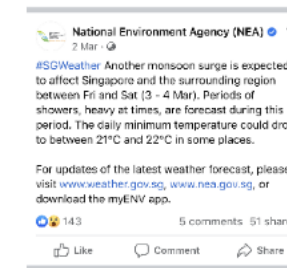 National Environment Agency (NEA)
2 Mar ·
#SGWeather Another monsoon surge is expected
to affect Singapore and the surrounding region
between Fri and Sat (3 - 4 Mar). Periods of
showers, heavy at times, are forecast during this
period. The daily minimum temperature could dro
to between 21°C and 22°C in some places.
For updates of the latest weather forecast, please
visit www.weather.gov.sg, www.nea.gov.sg, or
download the myENV app.
143 5 comments 51 shar
Like Comment Share